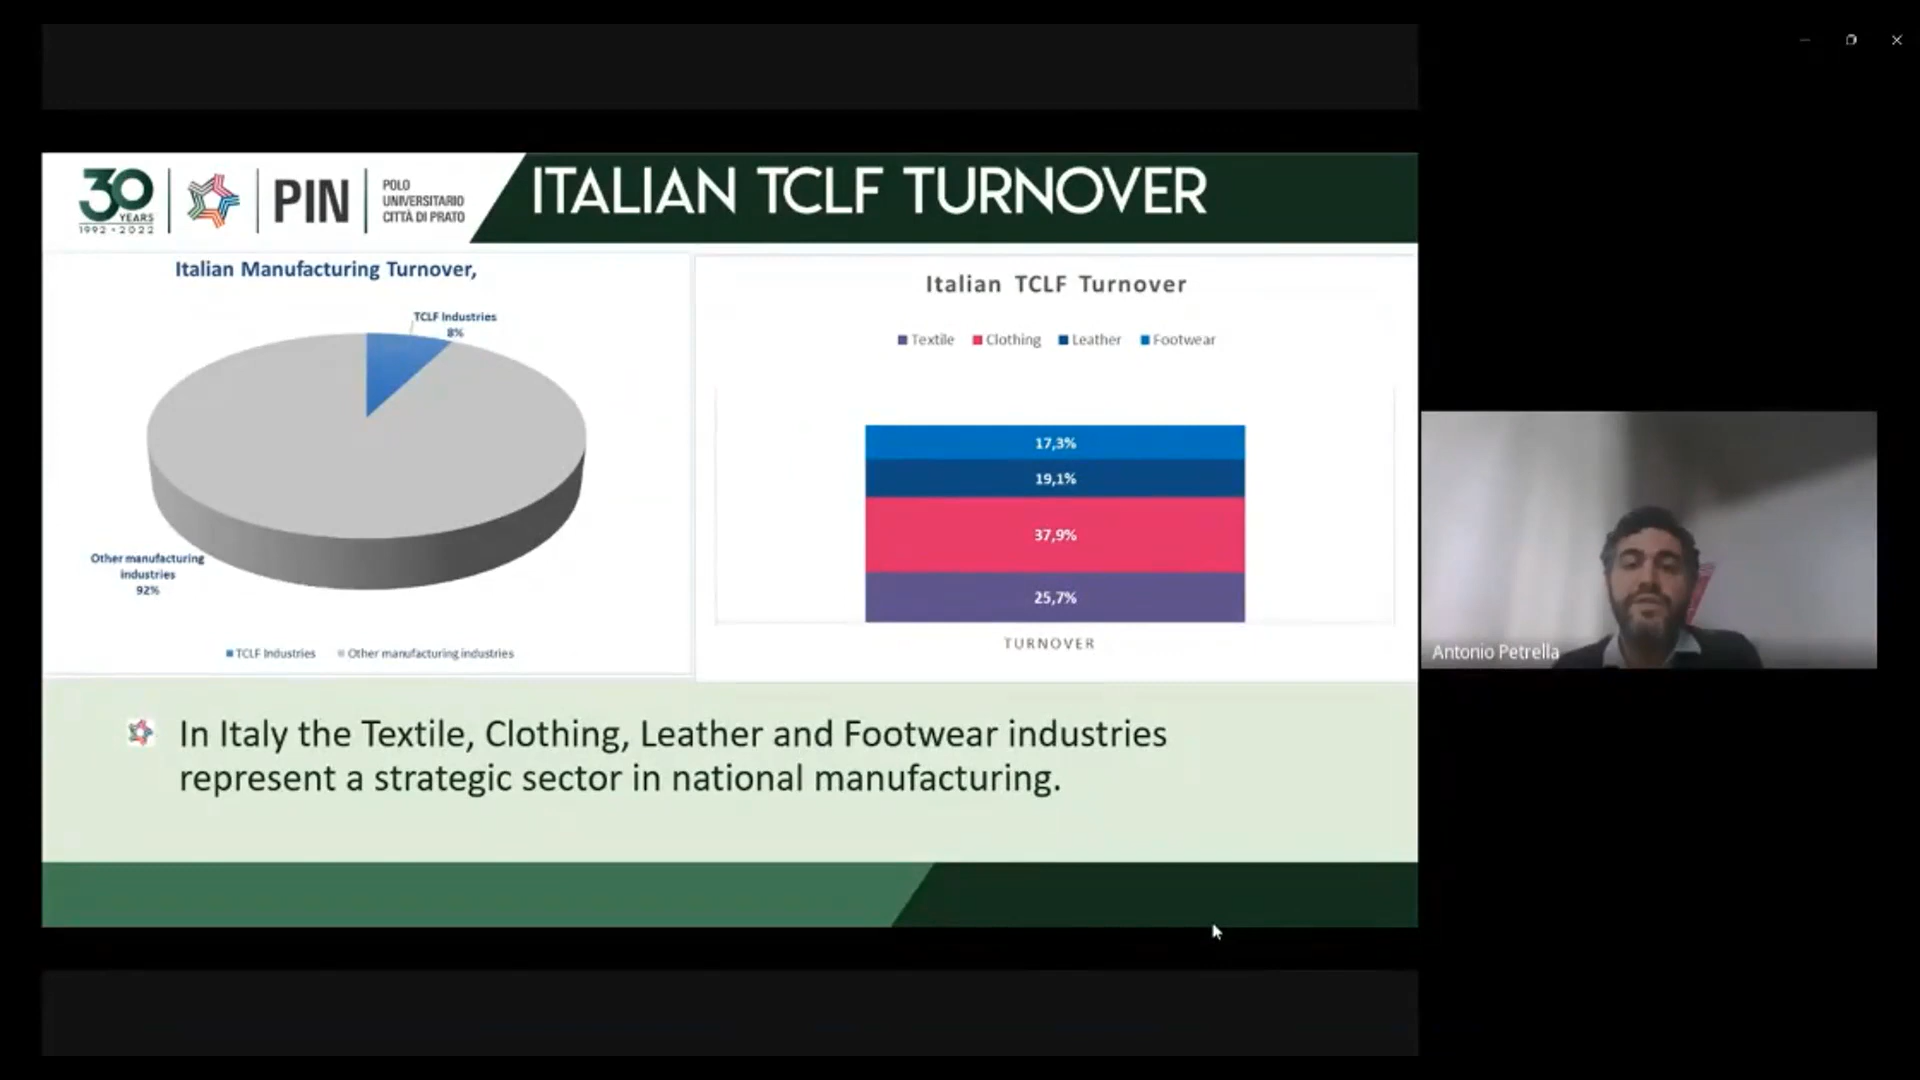 30
YEARS
1992 • 2022
PIN
POLO
UNIVERSITARIO
CITTÀ DI PRATO
ITALIAN TCLF TURNOVER
Italian Manufacturing Turnover,
TCLF Industries
8%
Other manufacturing
industries
92%
TCLF Industries Other manufacturing industries
Italian TCLF Turnover
Textile Clothing Leather Footwear
17,3%
19,1%
37,9%
25,7%
TURNOVER
In Italy the Textile, Clothing, Leather and Footwear industries
represent a strategic sector in national manufacturing.
Antonio Petrella